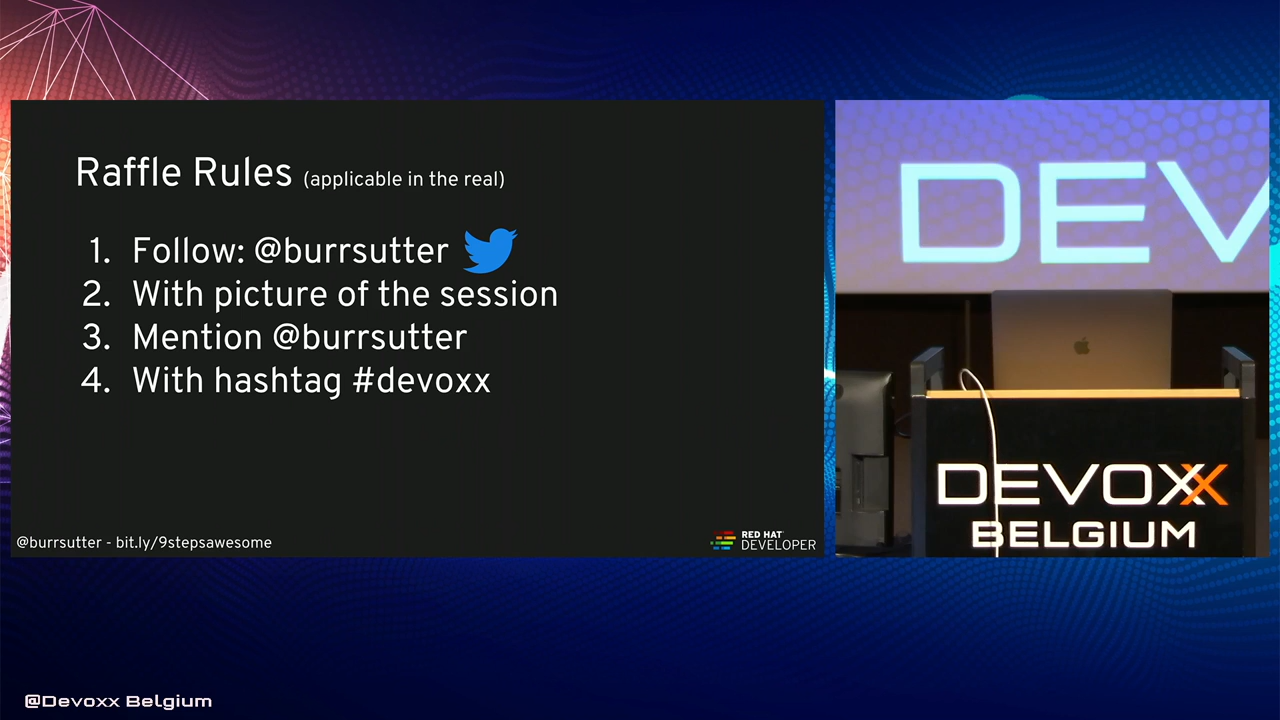 Raffle Rules (applicable in the real)
1. Follow: @burrsutter
2. With picture of the session
3. Mention @burrsutter
4. With hashtag #devoxx
@burrsutter - bit.ly/9stepsawesome
RED HAT
DEVELOPER
DEV
DEVOXX
BELGIUM
@Devoxx Belgium